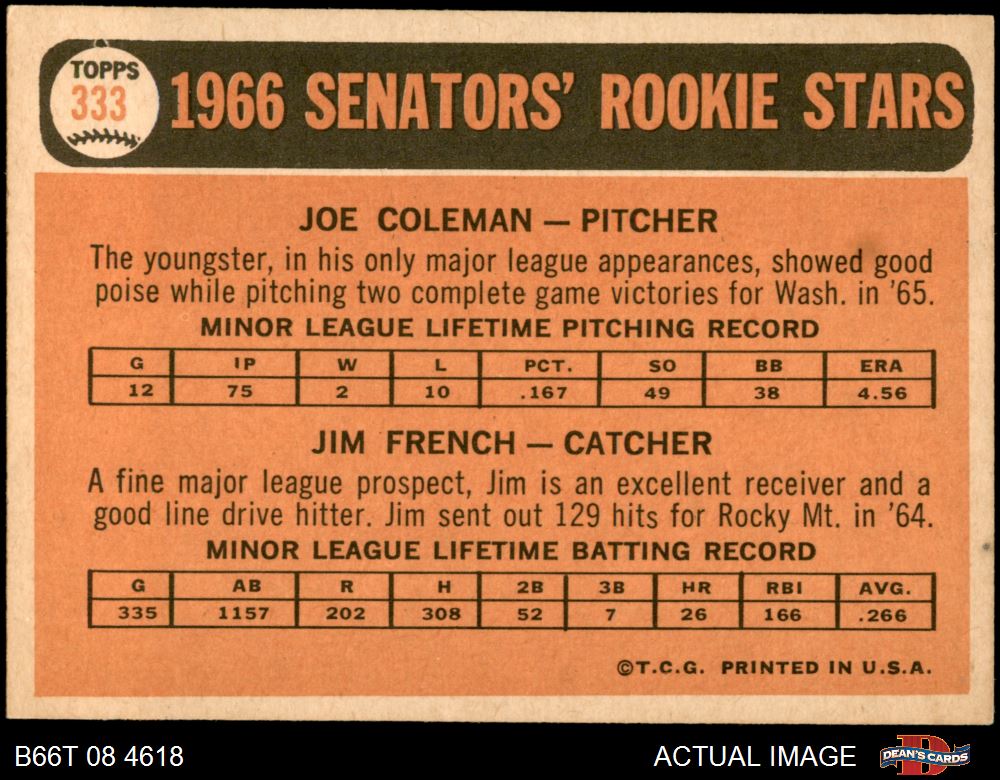 TOPPS
333
1966 SENATORS' ROOKIE STARS
JOE COLEMAN — PITCHER
The youngster, in his only major league appearances, showed good
poise while pitching two complete game victories for Wash. in '65.
MINOR LEAGUE LIFETIME PITCHING RECORD
G IP W L PCT. SO BB ERA
12 75 2 10 .167 49 38 4.56
JIM FRENCH — CATCHER
A fine major league prospect, Jim is an excellent receiver and a
good line drive hitter. Jim sent out 129 hits for Rocky Mt. in '64.
MINOR LEAGUE LIFETIME BATTING RECORD
G AB R H 2B 3B HR RBI AVG.
335 1157 202 308 52 7 26 166 .266
©T.C.G. PRINTED IN U.S.A.
B66T 08 4618 ACTUAL IMAGE DEAN'S CARDS